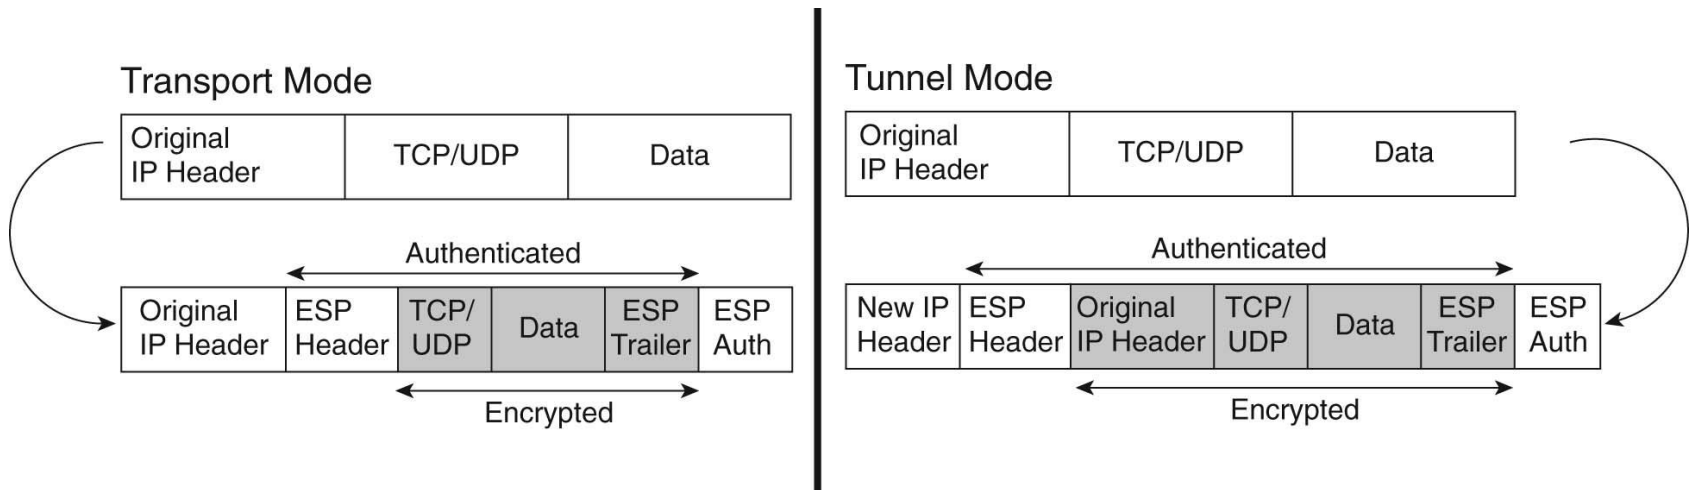 Transport Mode
Original
IP Header
TCP/UDP
Data
Authenticated
Original
IP Header
ESP
Header
TCP/
UDP
Data
ESP
Trailer
ESP
Auth
Encrypted
Tunnel Mode
Original
IP Header
TCP/UDP
Data
Authenticated
New IP
Header
ESP
Header
Original
IP Header
TCP/
UDP
Data
ESP
Trailer
ESP
Auth
Encrypted